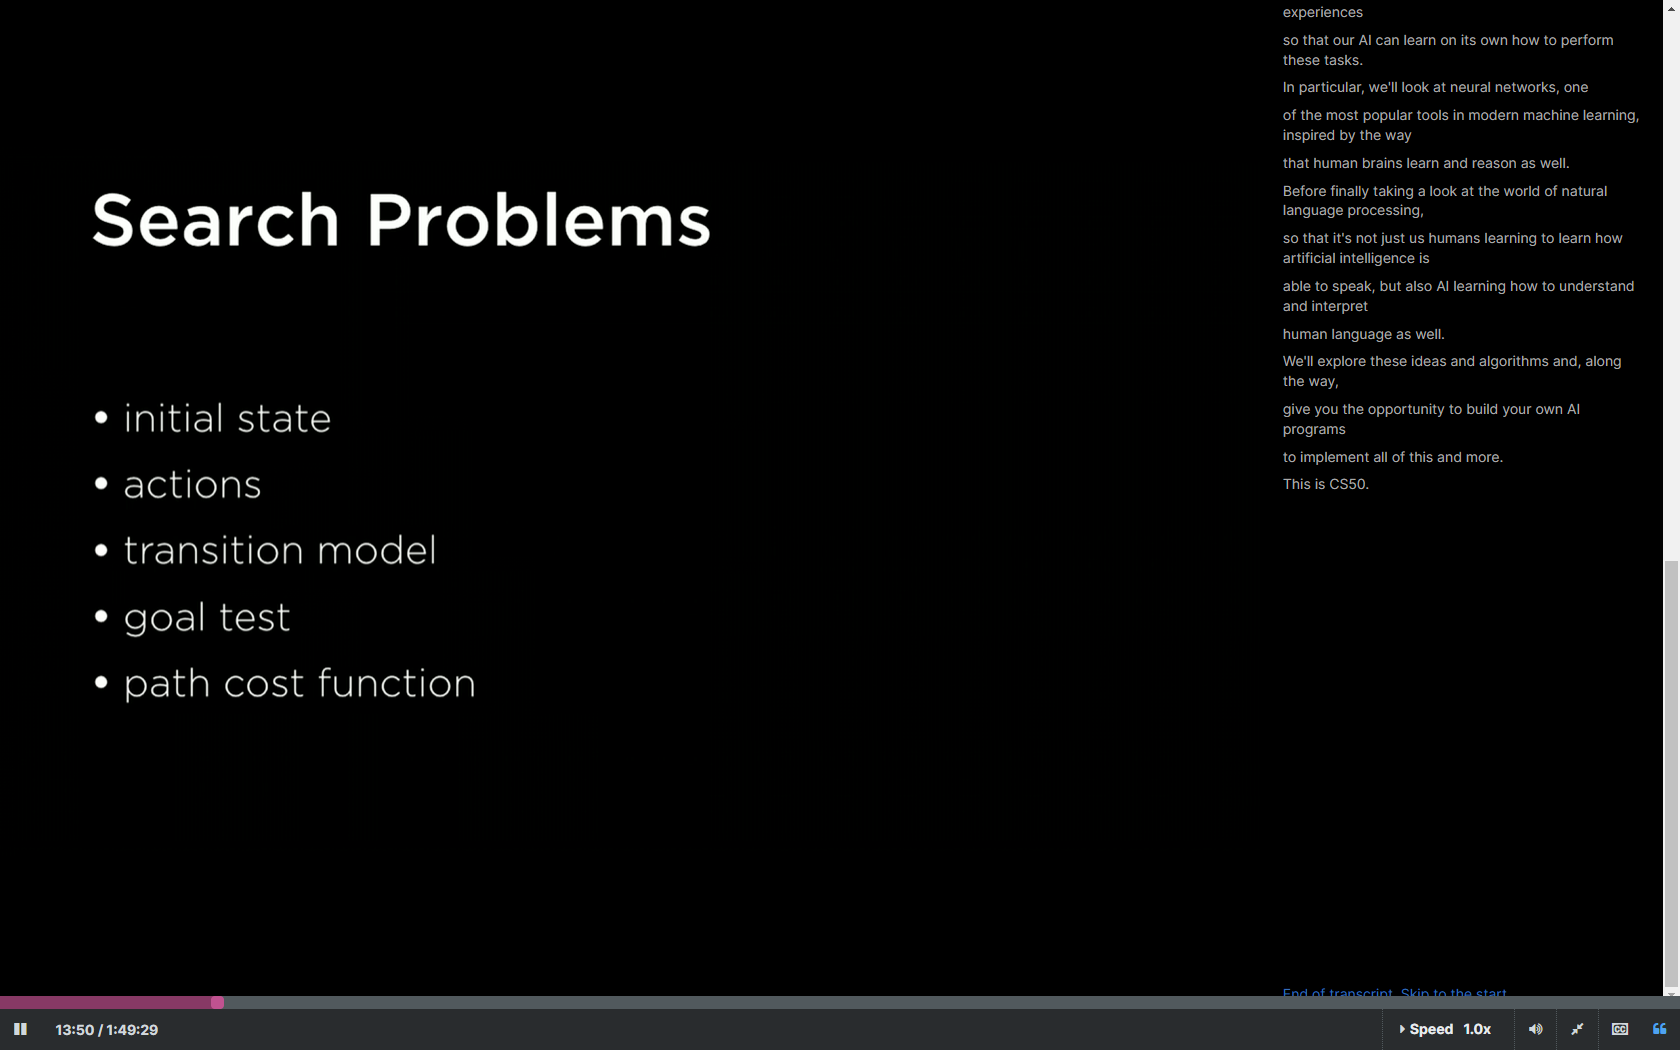 Search Problems
• initial state
• actions
• transition model
• goal test
• path cost function
experiences
so that our AI can learn on its own how to perform
these tasks.
In particular, we'll look at neural networks, one
of the most popular tools in modern machine learning,
inspired by the way
that human brains learn and reason as well.
Before finally taking a look at the world of natural
language processing,
so that it's not just us humans learning to learn how
artificial intelligence is
able to speak, but also AI learning how to understand
and interpret
human language as well.
We'll explore these ideas and algorithms and, along
the way,
give you the opportunity to build your own AI
programs
to implement all of this and more.
This is CS50.
End of transcript. Skip to the start.
13:50 / 1:49:29
Speed 1.0x
CC